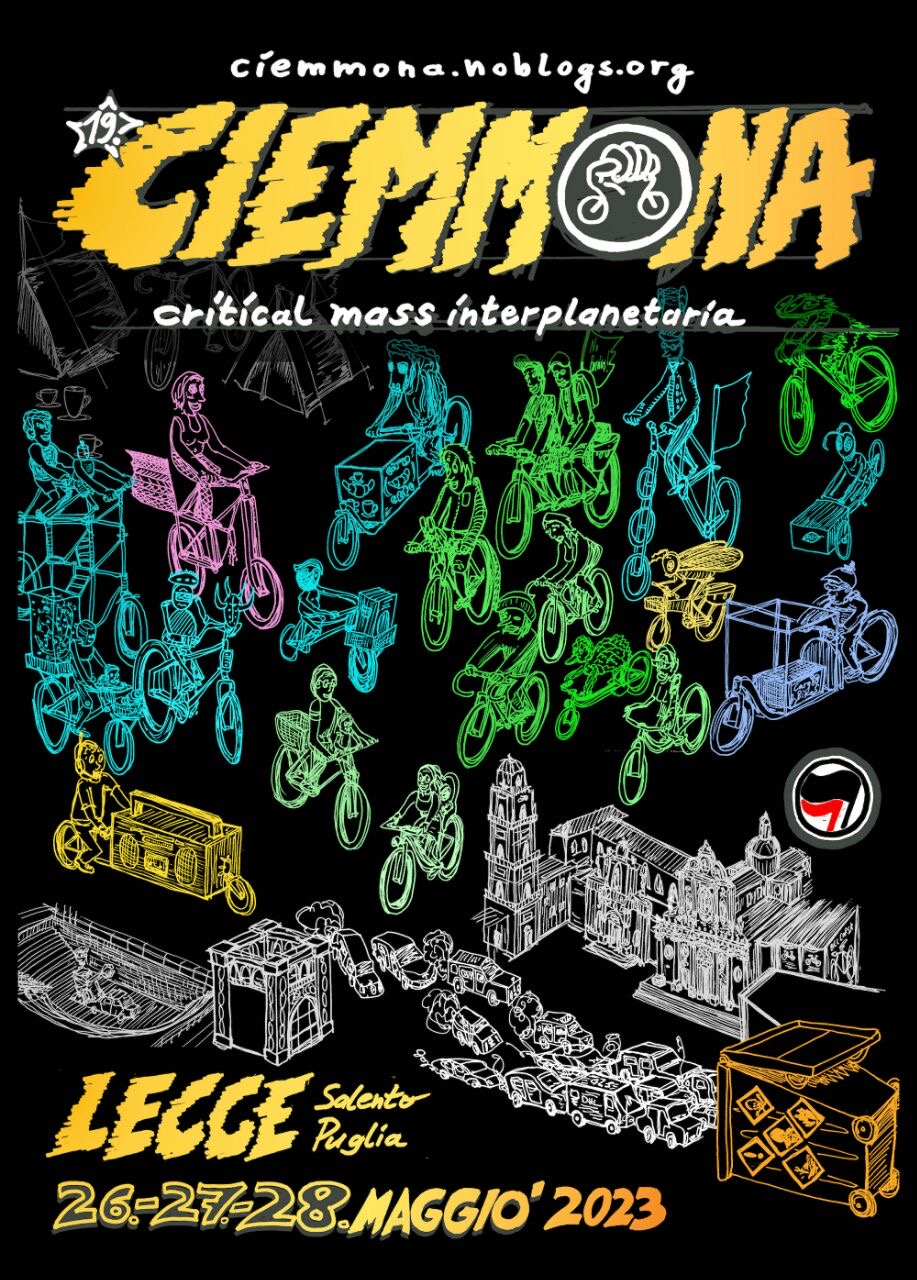 ciemmona.noblogs.org
19.
CIEMMONA
critical mass interplanetaria
LECCE
Salento
Puglia
26.-27.-28.MAGGIO' 2023